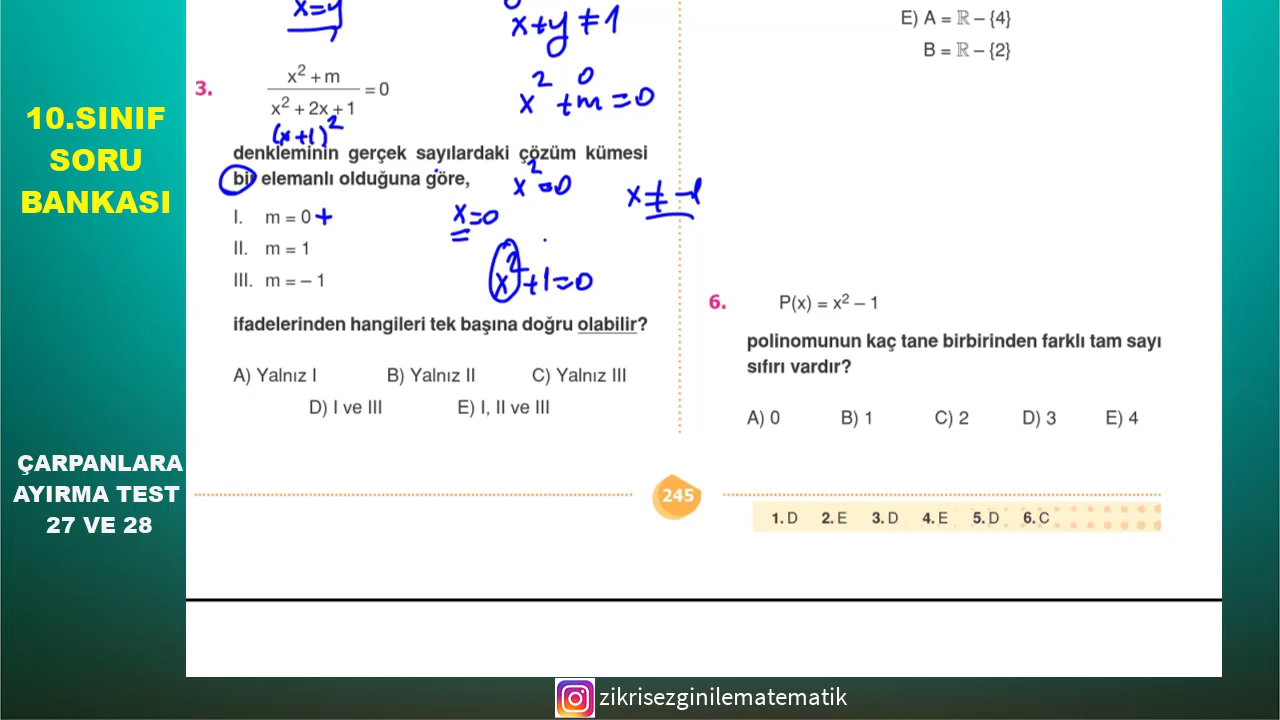 10.SINIF
SORU
BANKASI
ÇARPANLARA
AYIRMA TEST
27 VE 28
x=y
x+y≠1
3. x² + m / x² + 2x + 1 = 0
(x+1)²
x² + m = 0
0
denkleminin gerçek sayılardaki çözüm kümesi
bir elemanlı olduğuna göre,
x² = 0
x ≠ -1
I. m = 0 +
x = 0
II. m = 1
III. m = – 1
x² + 1 = 0
ifadelerinden hangileri tek başına doğru olabilir?
A) Yalnız I B) Yalnız II C) Yalnız III
D) I ve III E) I, II ve III
E) A = ℝ – {4}
B = ℝ – {2}
6. P(x) = x² – 1
polinomunun kaç tane birbirinden farklı tam sayı
sıfırı vardır?
A) 0 B) 1 C) 2 D) 3 E) 4
245
1. D 2. E 3. D 4. E 5. D 6. C
zikrisezginilematematik